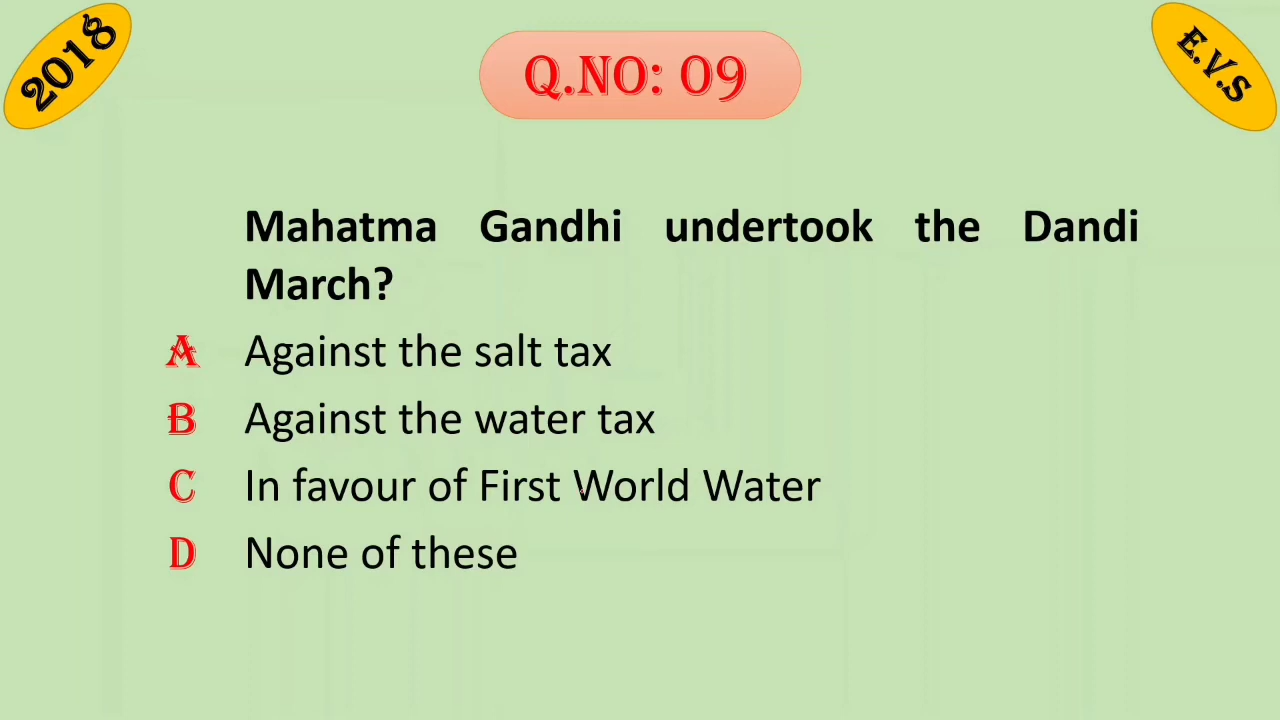 2018
E.V.S
Q.NO: 09
Mahatma Gandhi undertook the Dandi
March?
A Against the salt tax
B Against the water tax
C In favour of First World Water
D None of these